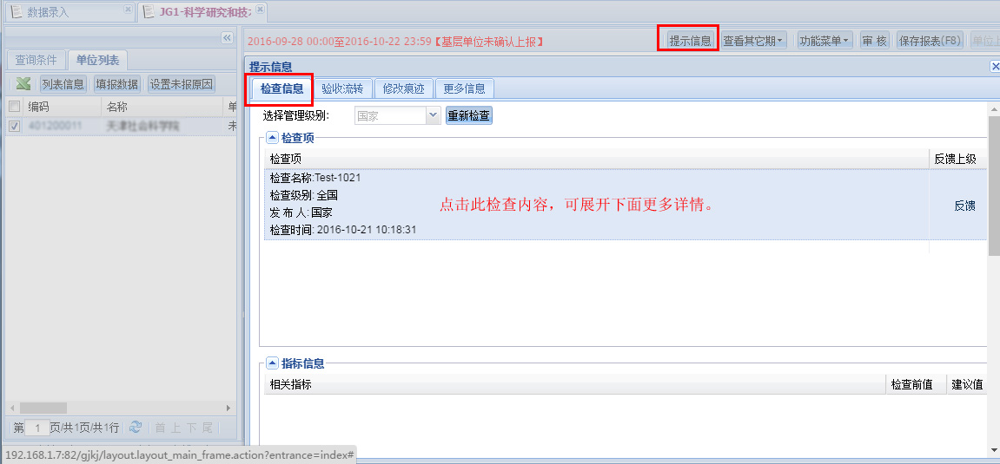 数据录入
JG1-科学研究和技
2016-09-28 00:00至2016-10-22 23:59【基层单位未确认上报】
提示信息 查看其它期 功能菜单 审 核 保存报表(F8) 单位
查询条件 单位列表
提示信息
列表信息 填报数据 设置未报原因
检查信息 验收流转 修改痕迹 更多信息
编码 名称 单
选择管理级别: 国家 重新检查
401200011 天津社会科学院 未
检查项
检查项 反馈上级
检查名称:Test-1021
检查级别: 全国
发 布 人: 国家
检查时间: 2016-10-21 10:18:31
点击此检查内容，可展开下面更多详情。
反馈
指标信息
相关指标 检查前值 建议值
第 1 页/共1页/共1行 首 上 下 尾
192.168.1.7:82/gjkj/layout.layout_main_frame.action?entrance=index#